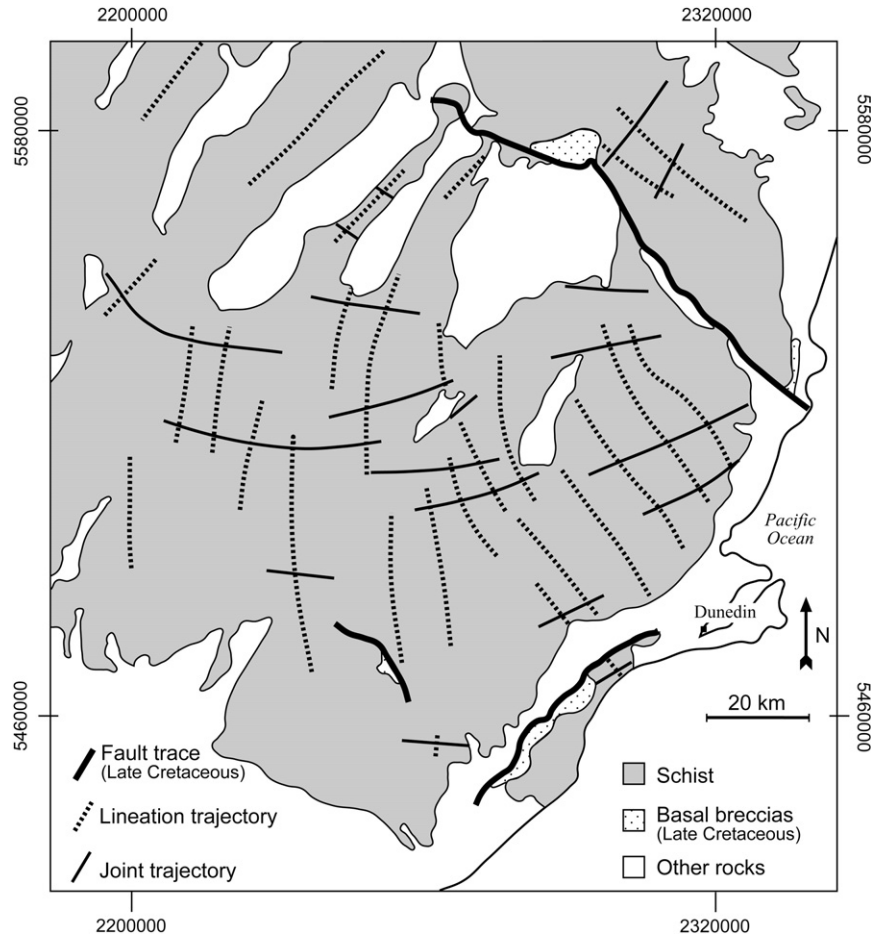 2200000 2320000
5580000 5580000
Pacific
Ocean
Dunedin
N
5460000 5460000
20 km
Fault trace
(Late Cretaceous)
Lineation trajectory
Joint trajectory
Schist
Basal breccias
(Late Cretaceous)
Other rocks
2200000 2320000